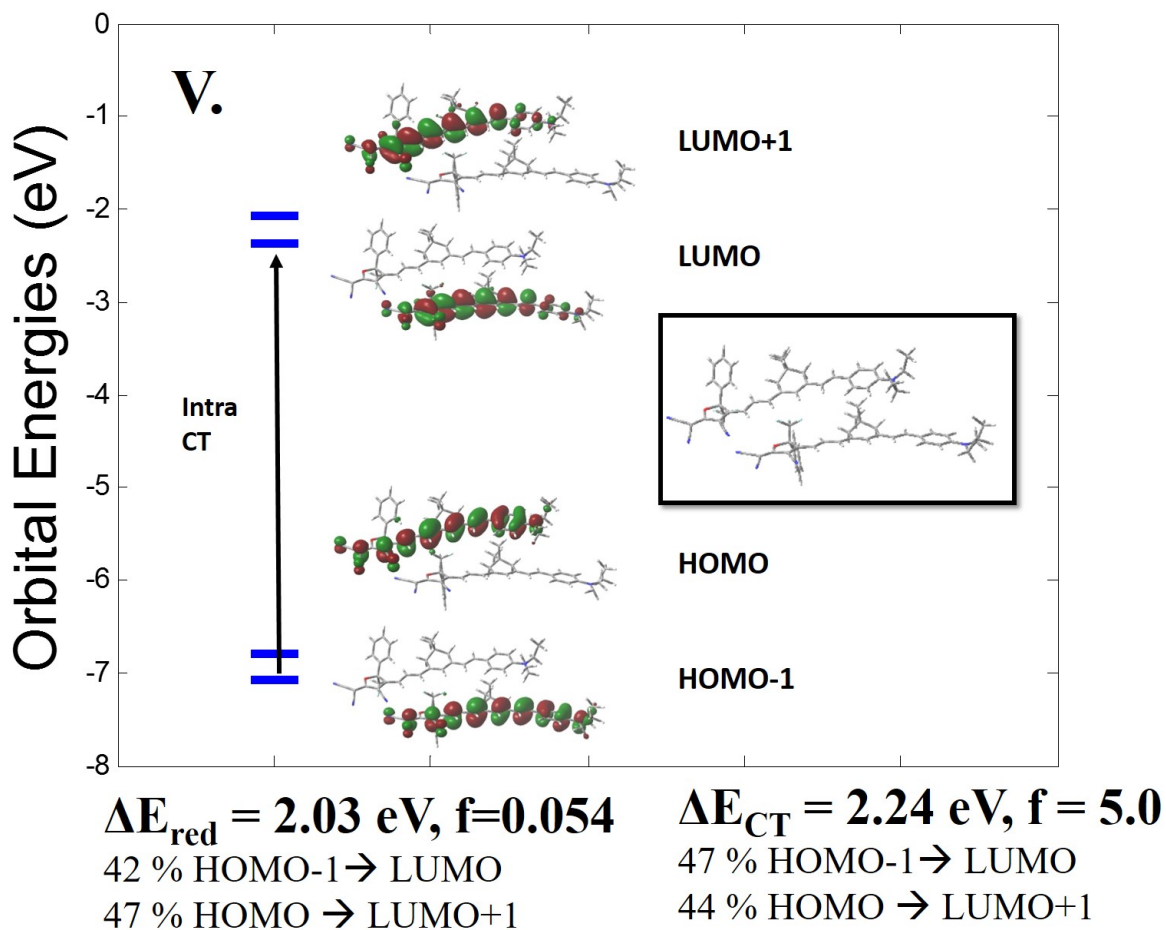 0
V.
-1
LUMO+1
-2
LUMO
-3
Orbital Energies (eV)
-4
Intra
CT
-5
HOMO
-6
-7
HOMO-1
-8
ΔE_red = 2.03 eV, f=0.054
42 % HOMO-1→ LUMO
47 % HOMO → LUMO+1
ΔE_CT = 2.24 eV, f = 5.0
47 % HOMO-1→ LUMO
44 % HOMO → LUMO+1